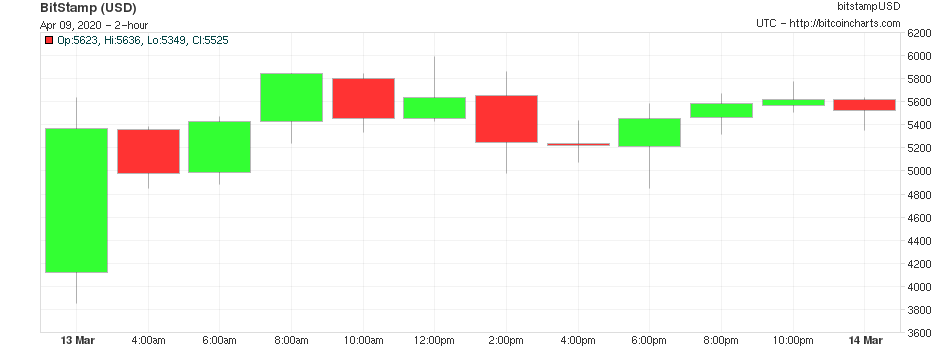 BitStamp (USD)
bitstampUSD
Apr 09, 2020 - 2-hour
UTC - http://bitcoincharts.com
Op:5623, Hi:5636, Lo:5349, Cl:5525
6200
6000
5800
5600
5400
5200
5000
4800
4600
4400
4200
4000
3800
3600
13 Mar 4:00am 6:00am 8:00am 10:00am 12:00pm 2:00pm 4:00pm 6:00pm 8:00pm 10:00pm 14 Mar